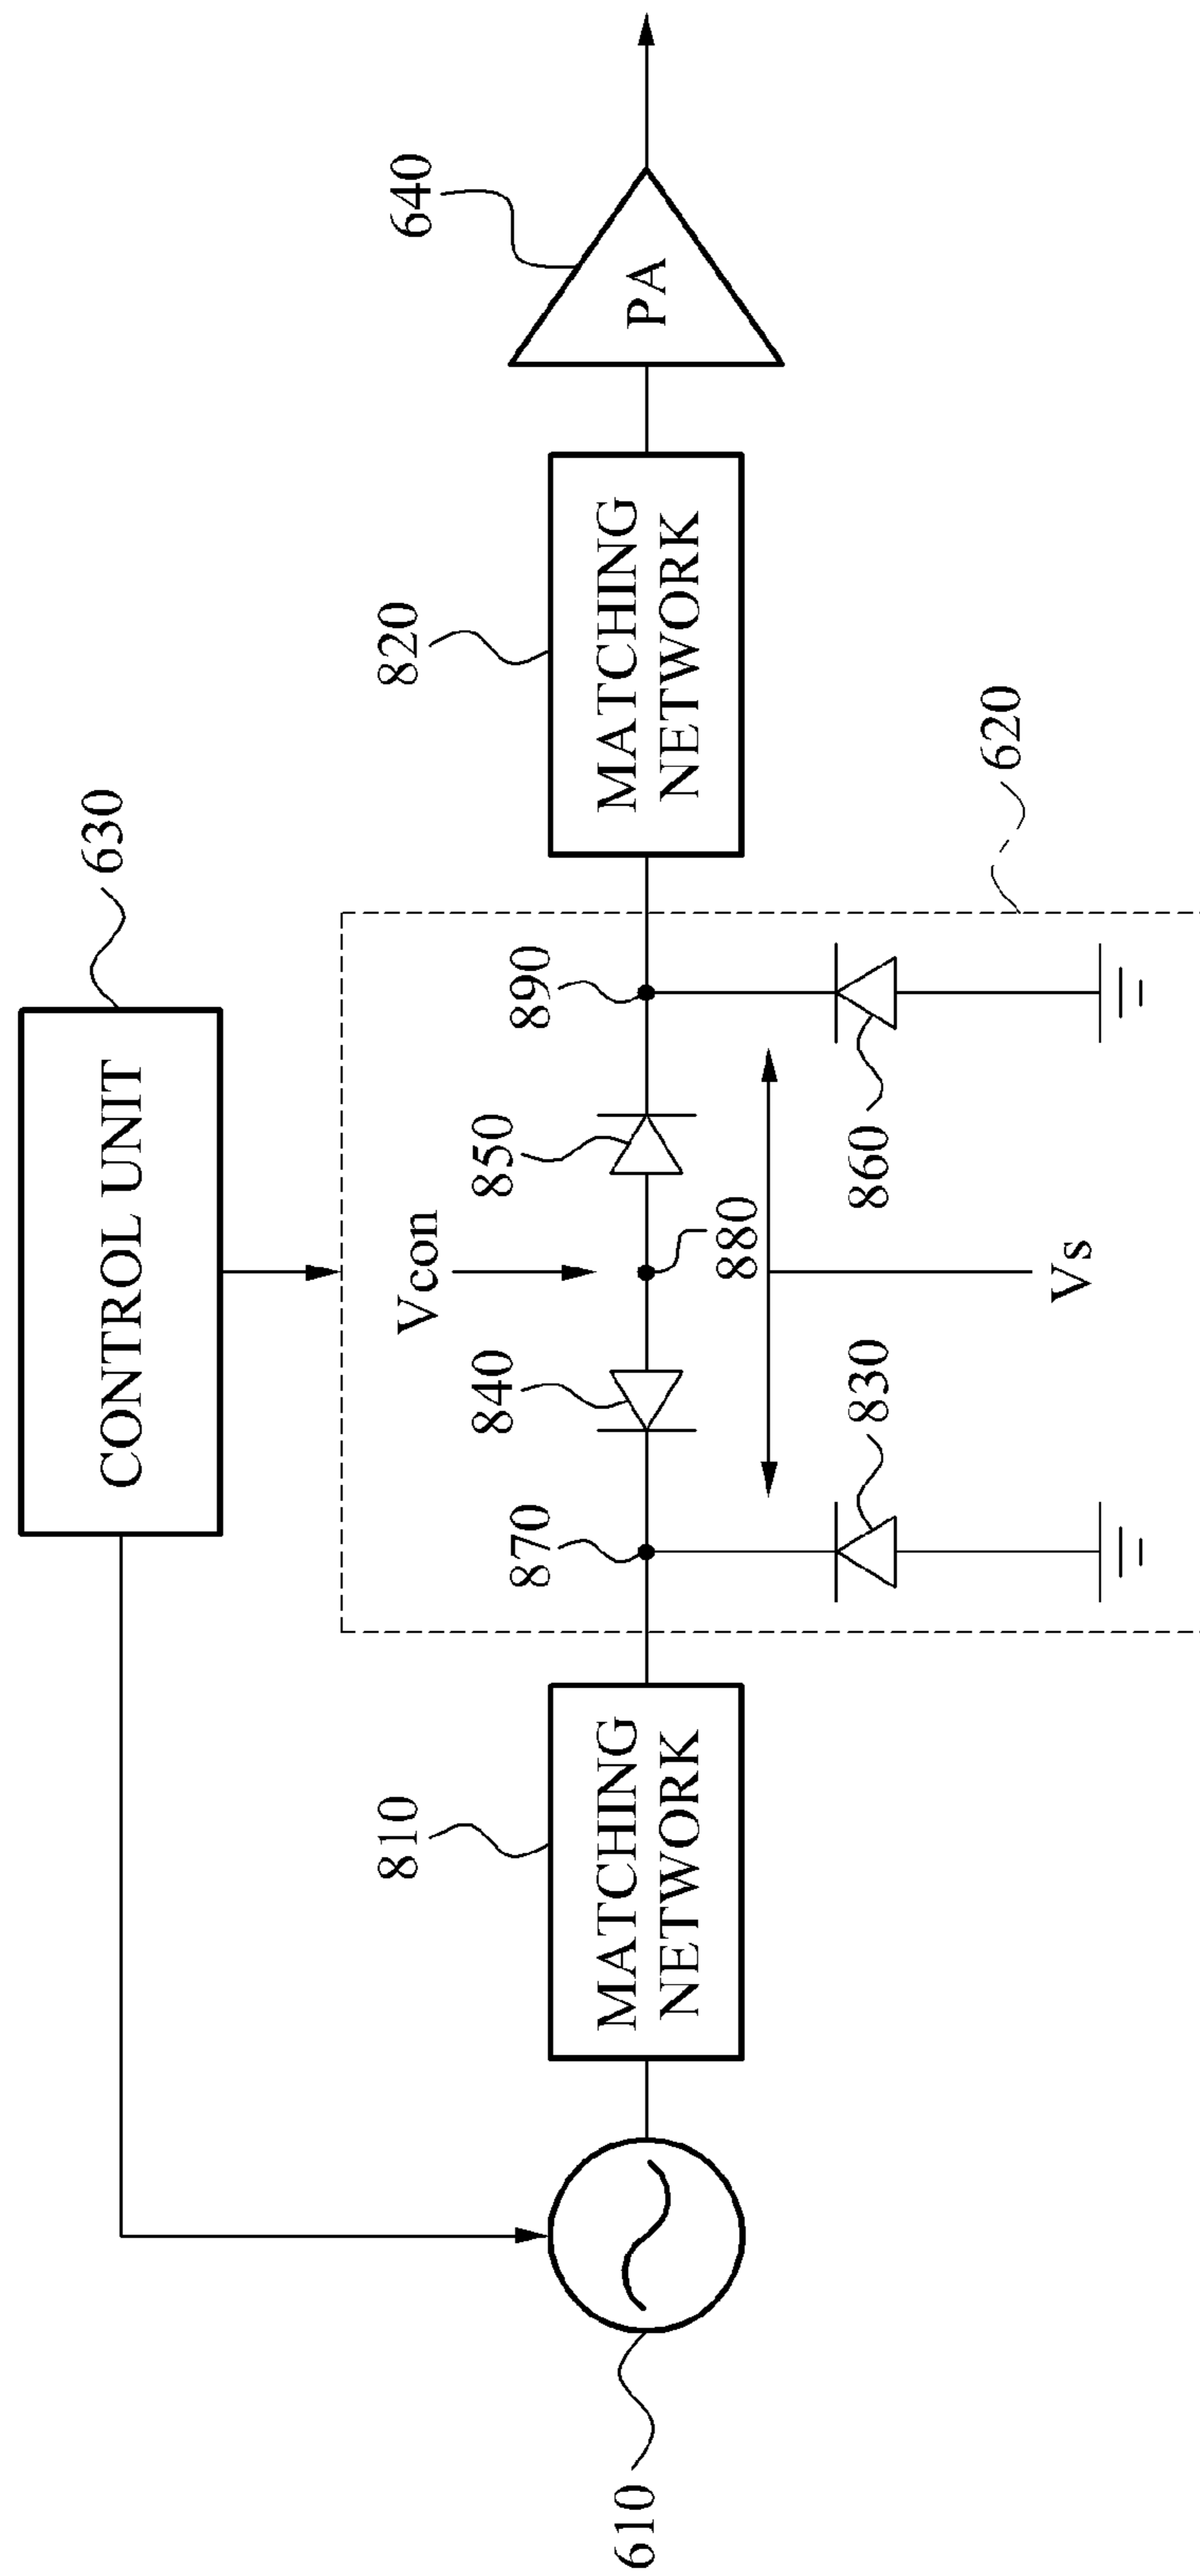 CONTROL UNIT
630
Vcon
810
870
840
850
890
820
640
MATCHING
NETWORK
MATCHING
NETWORK
PA
610
880
830
860
Vs
620